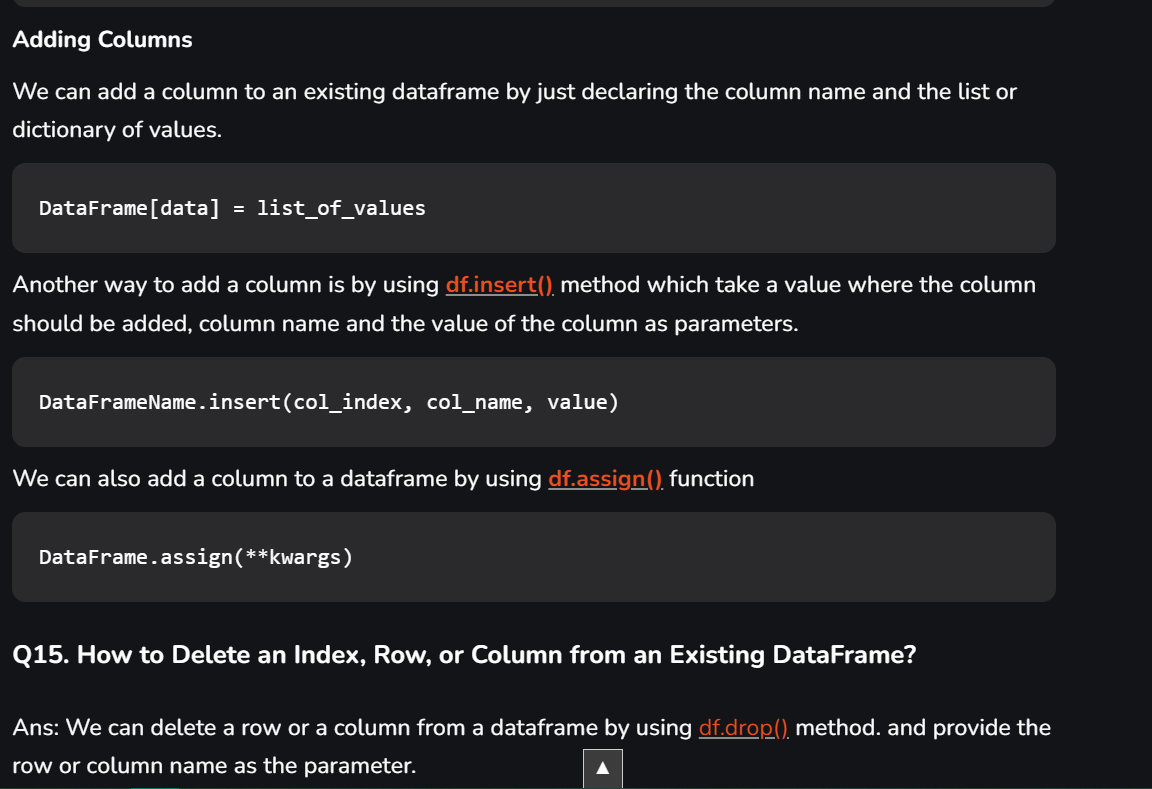 Adding Columns
We can add a column to an existing dataframe by just declaring the column name and the list or
dictionary of values.
DataFrame[data] = list_of_values
Another way to add a column is by using df.insert() method which take a value where the column
should be added, column name and the value of the column as parameters.
DataFrameName.insert(col_index, col_name, value)
We can also add a column to a dataframe by using df.assign() function
DataFrame.assign(**kwargs)
Q15. How to Delete an Index, Row, or Column from an Existing DataFrame?
Ans: We can delete a row or a column from a dataframe by using df.drop() method. and provide the
row or column name as the parameter.